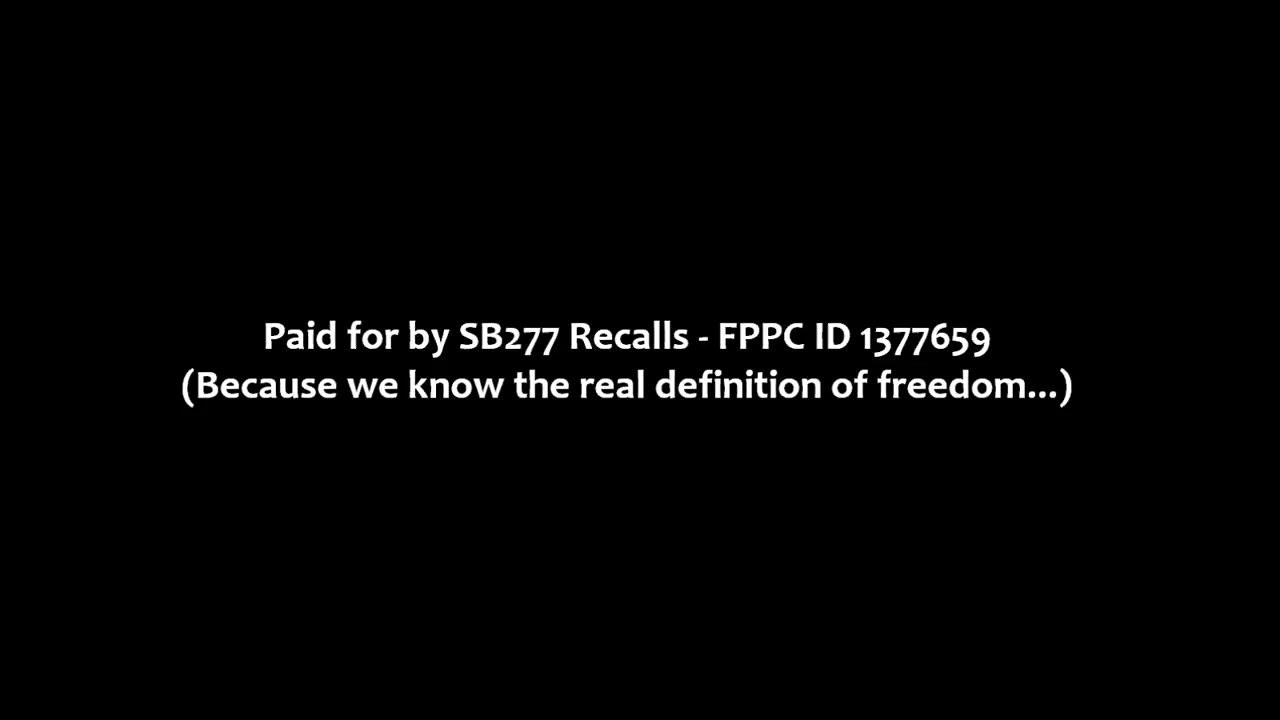 Paid for by SB277 Recalls - FPPC ID 1377659
(Because we know the real definition of freedom...)